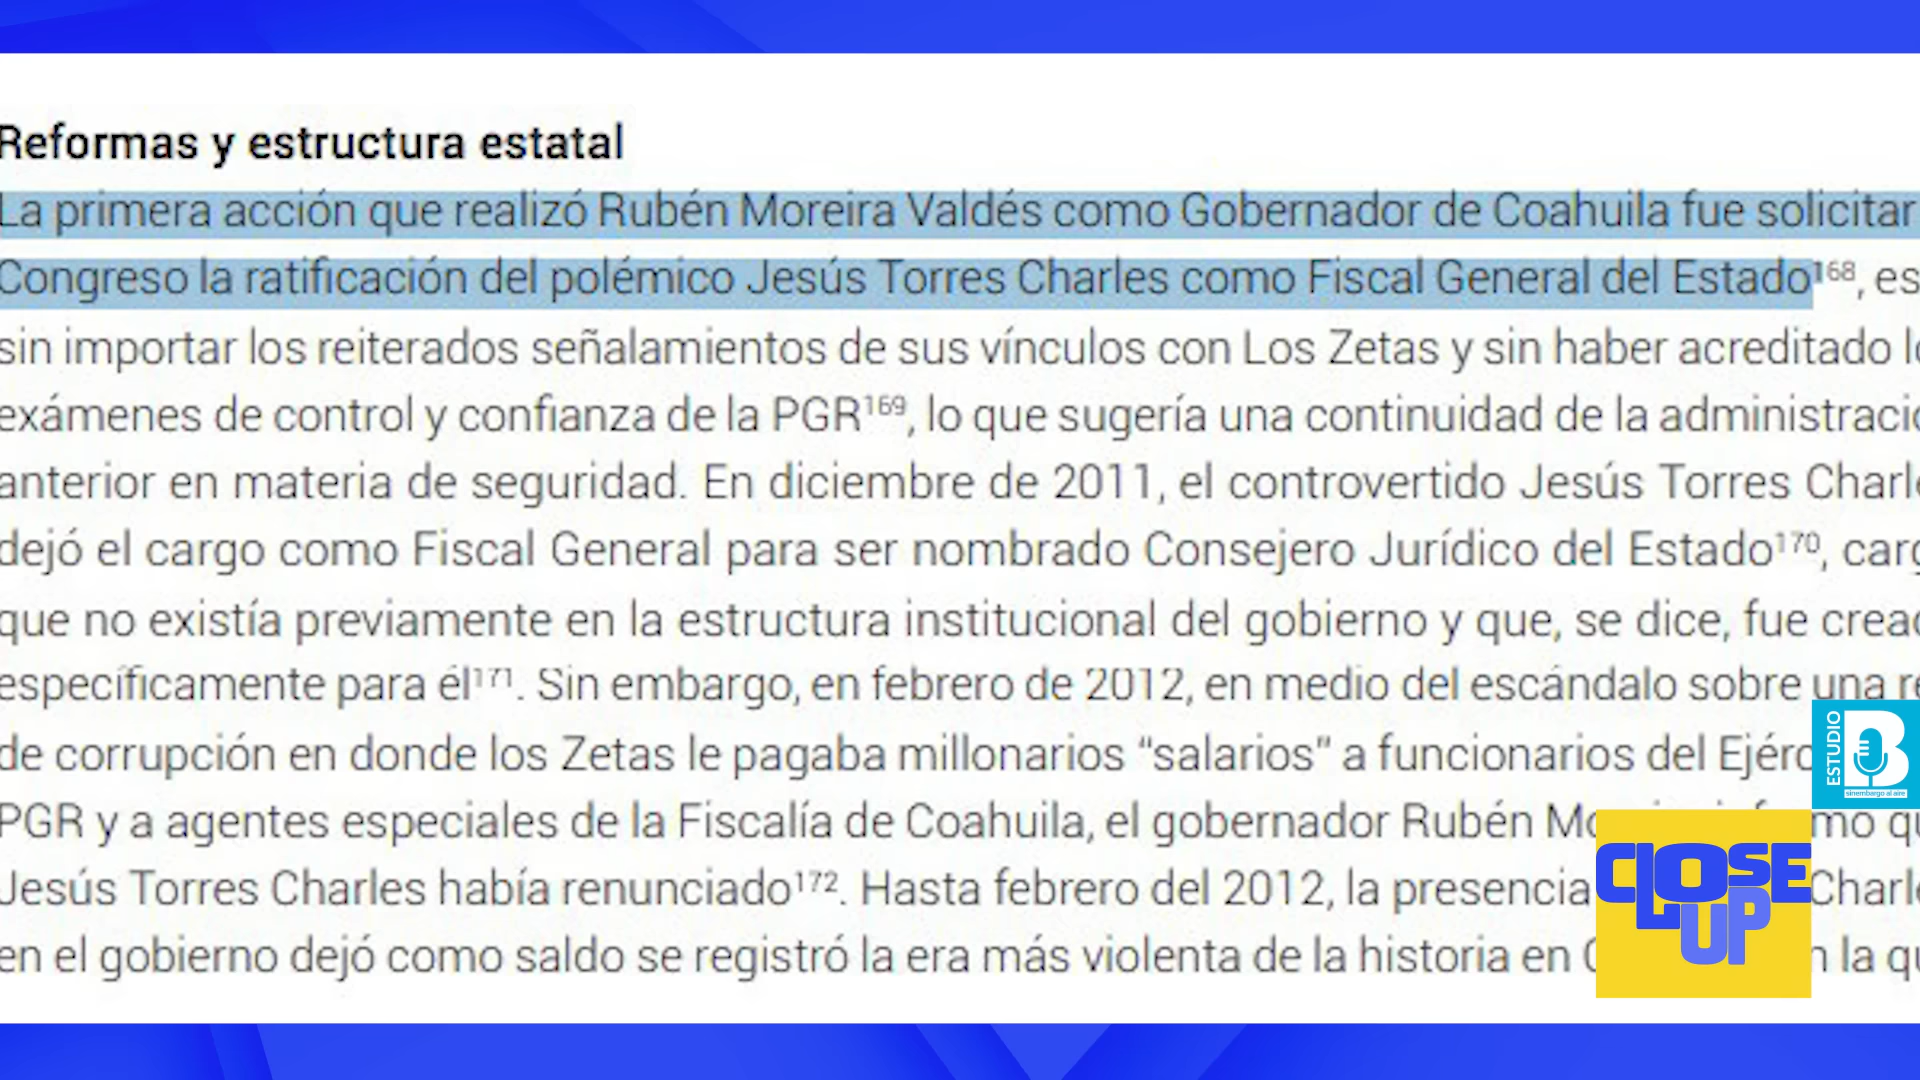 Reformas y estructura estatal
La primera acción que realizó Rubén Moreira Valdés como Gobernador de Coahuila fue solicitar
Congreso la ratificación del polémico Jesús Torres Charles como Fiscal General del Estado¹⁶⁸, es
sin importar los reiterados señalamientos de sus vínculos con Los Zetas y sin haber acreditado
exámenes de control y confianza de la PGR¹⁶⁹, lo que sugería una continuidad de la administració
anterior en materia de seguridad. En diciembre de 2011, el controvertido Jesús Torres Charl
dejó el cargo como Fiscal General para ser nombrado Consejero Jurídico del Estado¹⁷⁰, carg
que no existía previamente en la estructura institucional del gobierno y que, se dice, fue crea
específicamente para él¹⁷¹. Sin embargo, en febrero de 2012, en medio del escándalo sobre una
de corrupción en donde los Zetas le pagaba millonarios “salarios” a funcionarios del Ejérc
PGR y a agentes especiales de la Fiscalía de Coahuila, el gobernador Rubén Mo
Jesús Torres Charles había renunciado¹⁷². Hasta febrero del 2012, la presencia Charl
en el gobierno dejó como saldo se registró la era más violenta de la historia en la
ESTUDIO B
sinembargo al aire
CLOSE UP